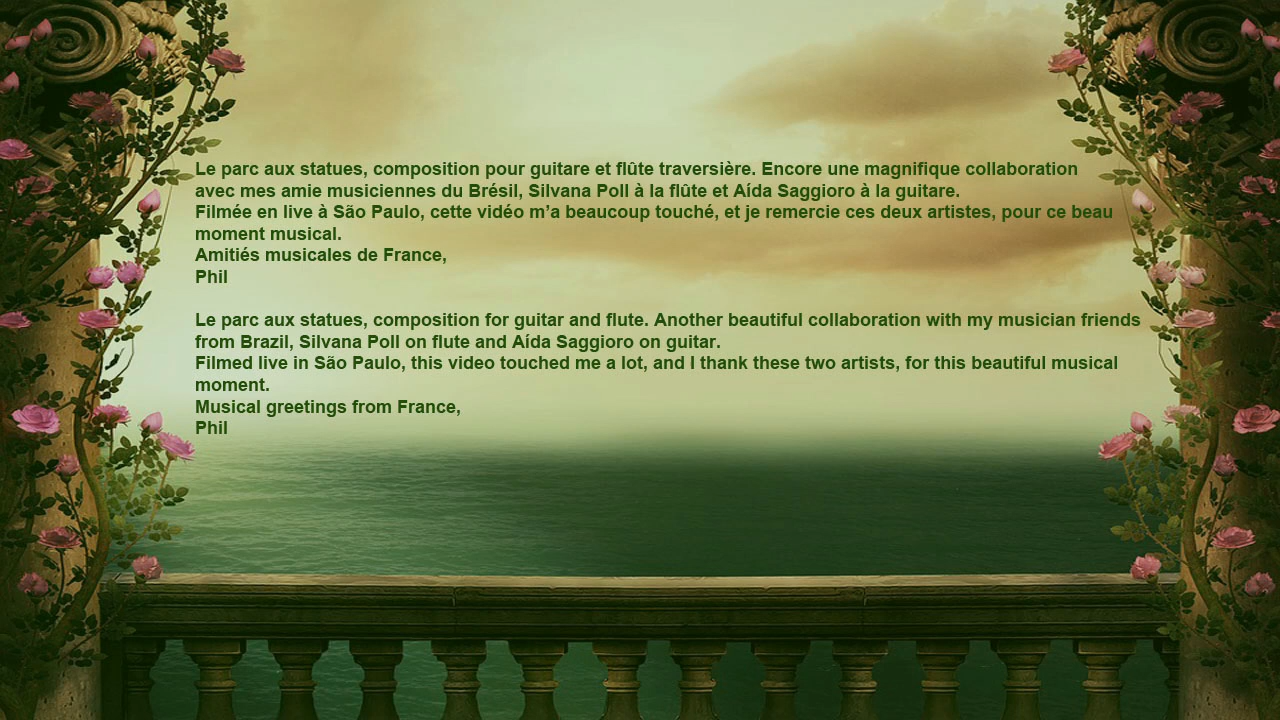 Le parc aux statues, composition pour guitare et flûte traversière. Encore une magnifique collaboration
avec mes amie musiciennes du Brésil, Silvana Poll à la flûte et Aída Saggioro à la guitare.
Filmée en live à São Paulo, cette vidéo m’a beaucoup touché, et je remercie ces deux artistes, pour ce beau
moment musical.
Amitiés musicales de France,
Phil
Le parc aux statues, composition for guitar and flute. Another beautiful collaboration with my musician friends
from Brazil, Silvana Poll on flute and Aída Saggioro on guitar.
Filmed live in São Paulo, this video touched me a lot, and I thank these two artists, for this beautiful musical
moment.
Musical greetings from France,
Phil